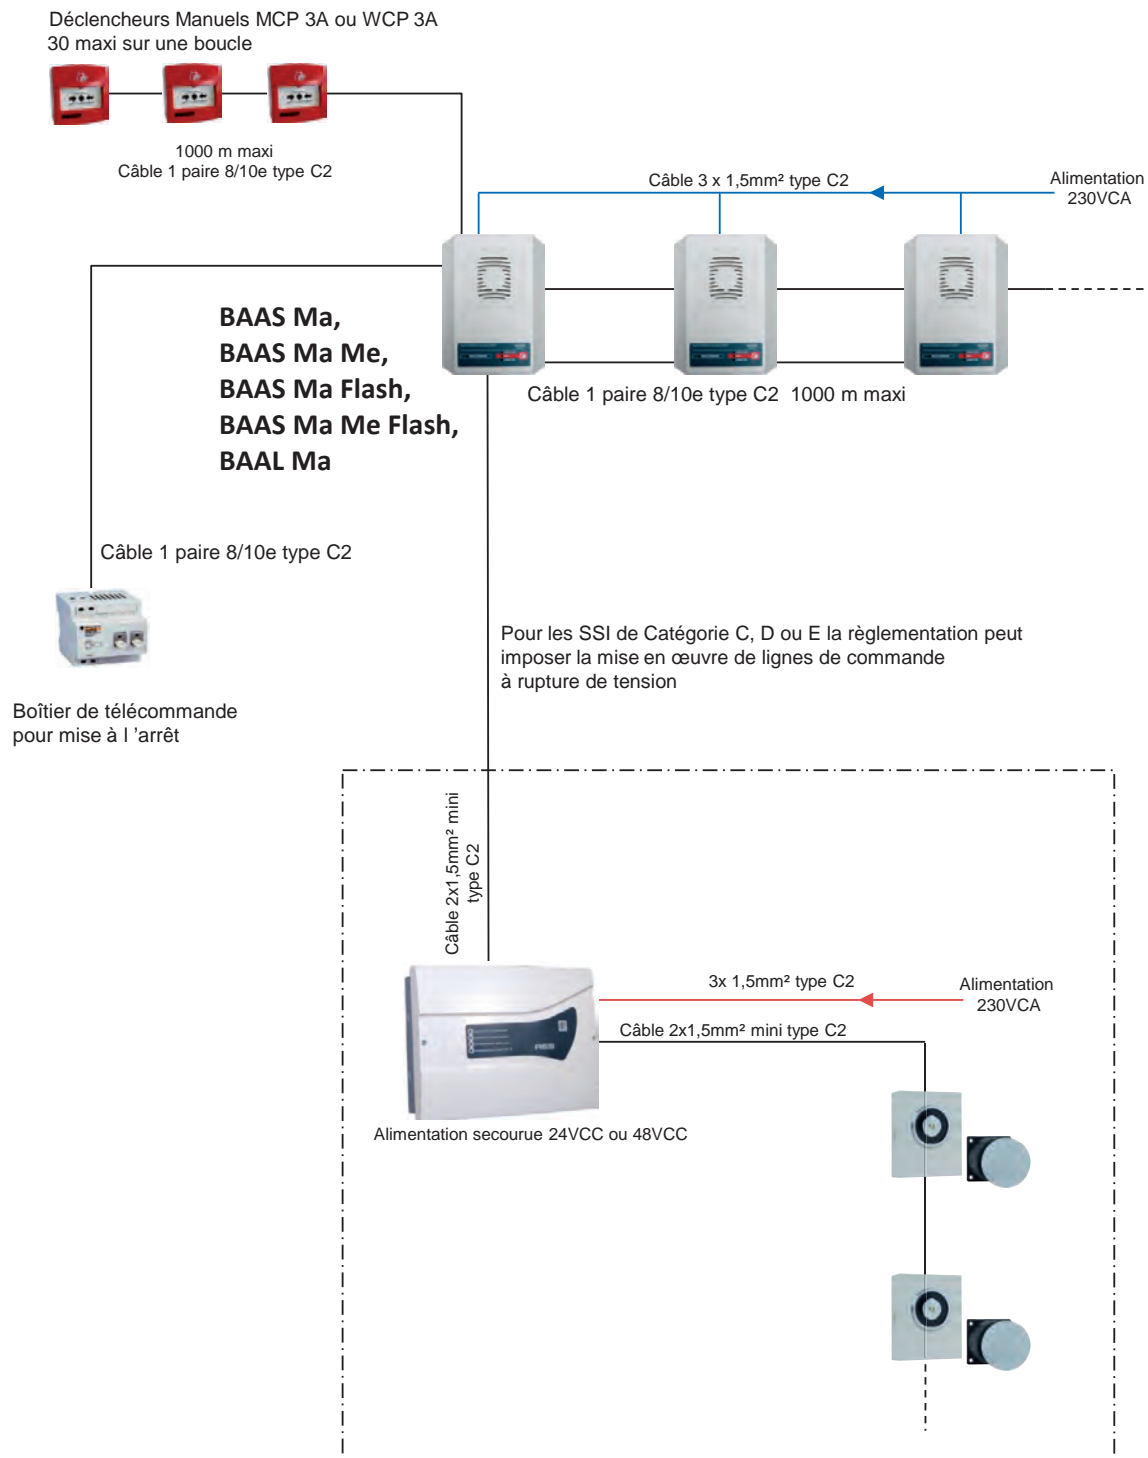 Déclencheurs Manuels MCP 3A ou WCP 3A
30 maxi sur une boucle
1000 m maxi
Câble 1 paire 8/10e type C2
Câble 3 x 1,5mm² type C2
Alimentation
230VCA
BAAS Ma,
BAAS Ma Me,
BAAS Ma Flash,
BAAS Ma Me Flash,
BAAL Ma
Câble 1 paire 8/10e type C2 1000 m maxi
Câble 1 paire 8/10e type C2
Pour les SSI de Catégorie C, D ou E la règlementation peut
imposer la mise en œuvre de lignes de commande
à rupture de tension
Boîtier de télécommande
pour mise à l ’arrêt
Câble 2x1,5mm² mini
type C2
3x 1,5mm² type C2
Alimentation
230VCA
Câble 2x1,5mm² mini type C2
Alimentation secourue 24VCC ou 48VCC